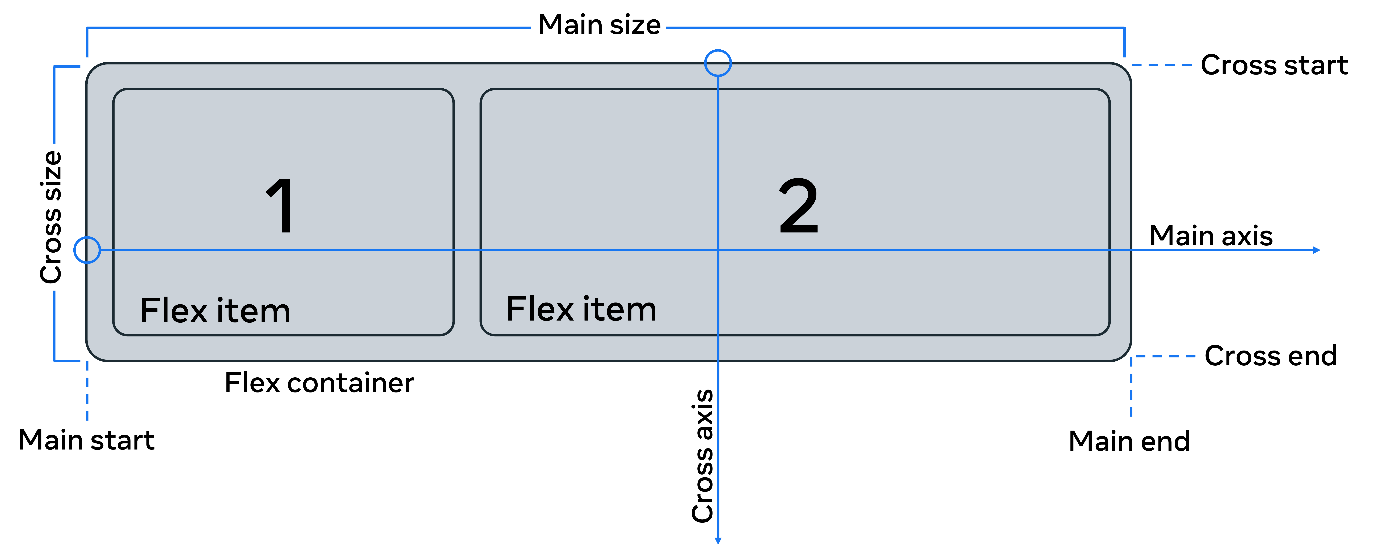 Main size
Cross start
Cross size
1
2
Main axis
Flex item
Flex item
Cross end
Flex container
Cross axis
Main start
Main end